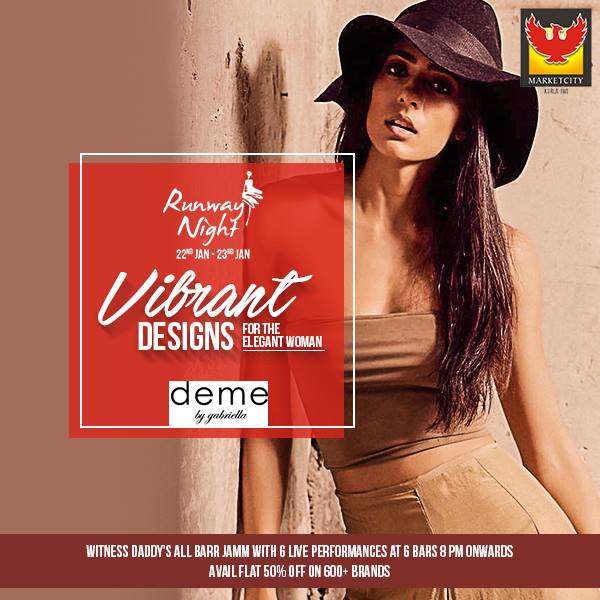 MARKETCITY
KURLA (W)
Runway
Night
22ND JAN - 23RD JAN
Vibrant
DESIGNS FOR THE
ELEGANT WOMAN
deme
by gabriella
WITNESS DADDY'S ALL BARR JAMM WITH 6 LIVE PERFORMANCES AT 6 BARS 8 PM ONWARDS
AVAIL FLAT 50% OFF ON 600+ BRANDS